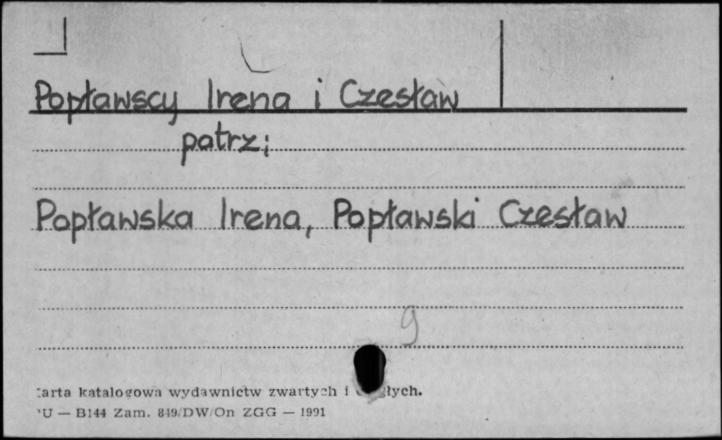 Popławscy Irena i Czesław
patrz:
Popławska Irena, Popławski Czesław
g
karta katalogowa wydawnictw zwartych i
PU — B144 Zam. 849/DW/On ZGG — 1991